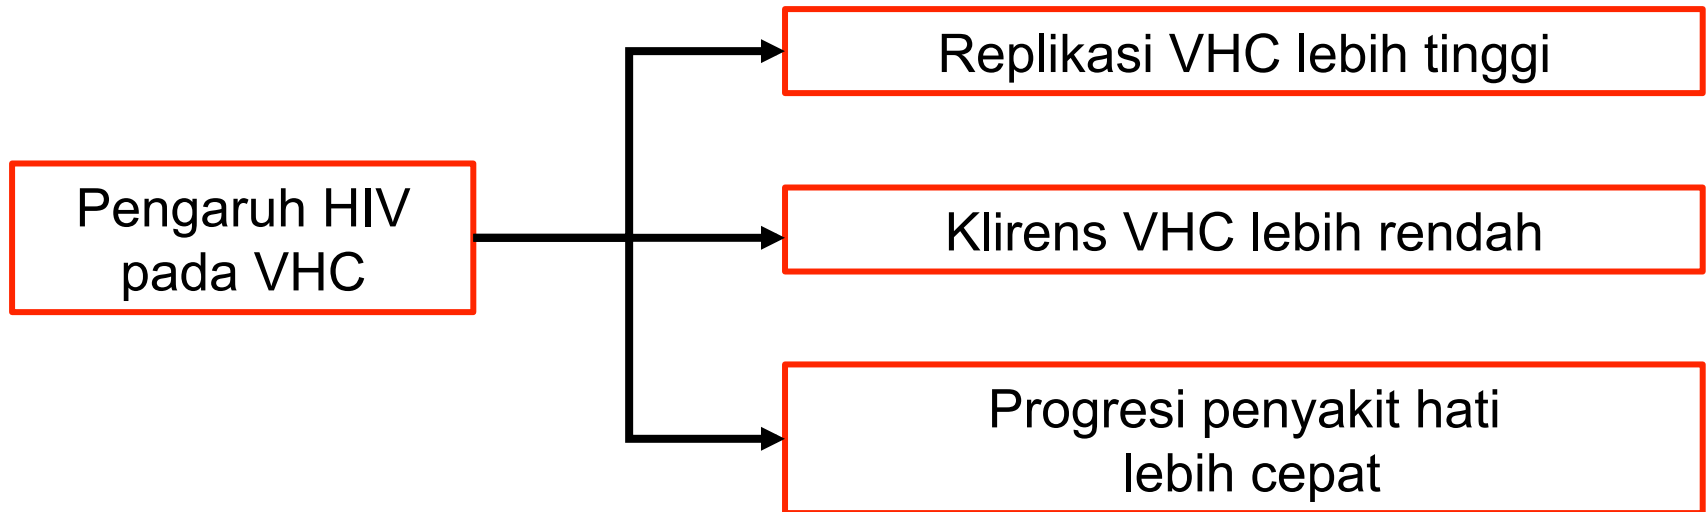 Pengaruh HIV
pada VHC
Replikasi VHC lebih tinggi
Klirens VHC lebih rendah
Progresi penyakit hati
lebih cepat